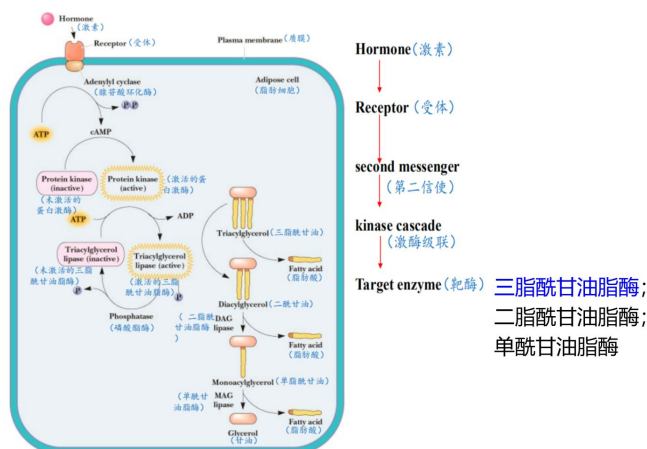 Hormone
(激素)
Receptor (受体)
Plasma membrane (质膜)
Adenylyl cyclase
(腺苷酸环化酶)
Adipose cell
(脂肪细胞)
P P
ATP
cAMP
Protein kinase
(inactive)
(未激活的
蛋白激酶)
Protein kinase
(active)
(激活的蛋
白激酶)
ATP
ADP
Triacylglycerol
lipase (inactive)
(未激活的三脂
酰甘油脂酶)
Triacylglycerol
lipase (active)
(激活的三脂
酰甘油脂酶)
P
P
Phosphatase
(磷酸脂酶)
Triacylglycerol
(三脂酰甘油)
Fatty acid
(脂肪酸)
Diacylglycerol
(二酰甘油)
DAG
lipase
(二脂酰
甘油脂酶
)
Fatty acid
(脂肪酸)
Monoacylglycerol
(单脂酰甘油)
MAG
lipase
(单酰甘
油脂酶)
Fatty acid
(脂肪酸)
Glycerol
(甘油)
Hormone(激素)
Receptor(受体)
second messenger
(第二信使)
kinase cascade
(激酶级联)
Target enzyme(靶酶)
三脂酰甘油脂酶;
二脂酰甘油脂酶;
单酰甘油脂酶